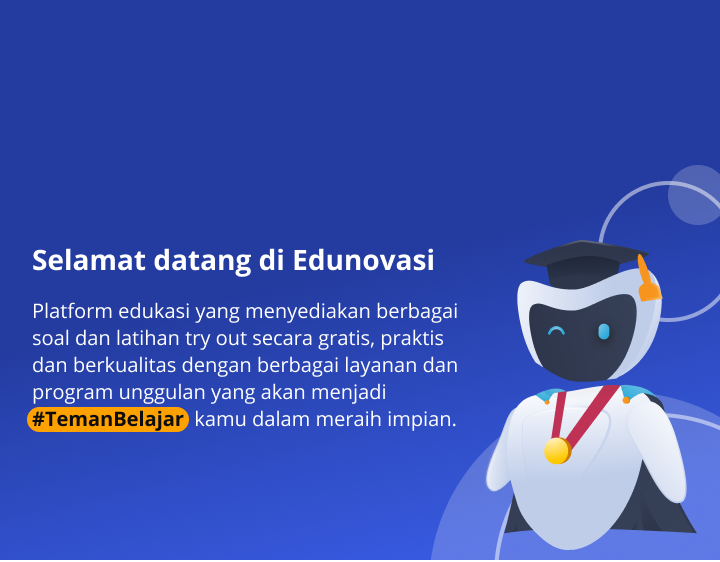 Selamat datang di Edunovasi
Platform edukasi yang menyediakan berbagai
soal dan latihan try out secara gratis, praktis
dan berkualitas dengan berbagai layanan dan
program unggulan yang akan menjadi
#TemanBelajar kamu dalam meraih impian.